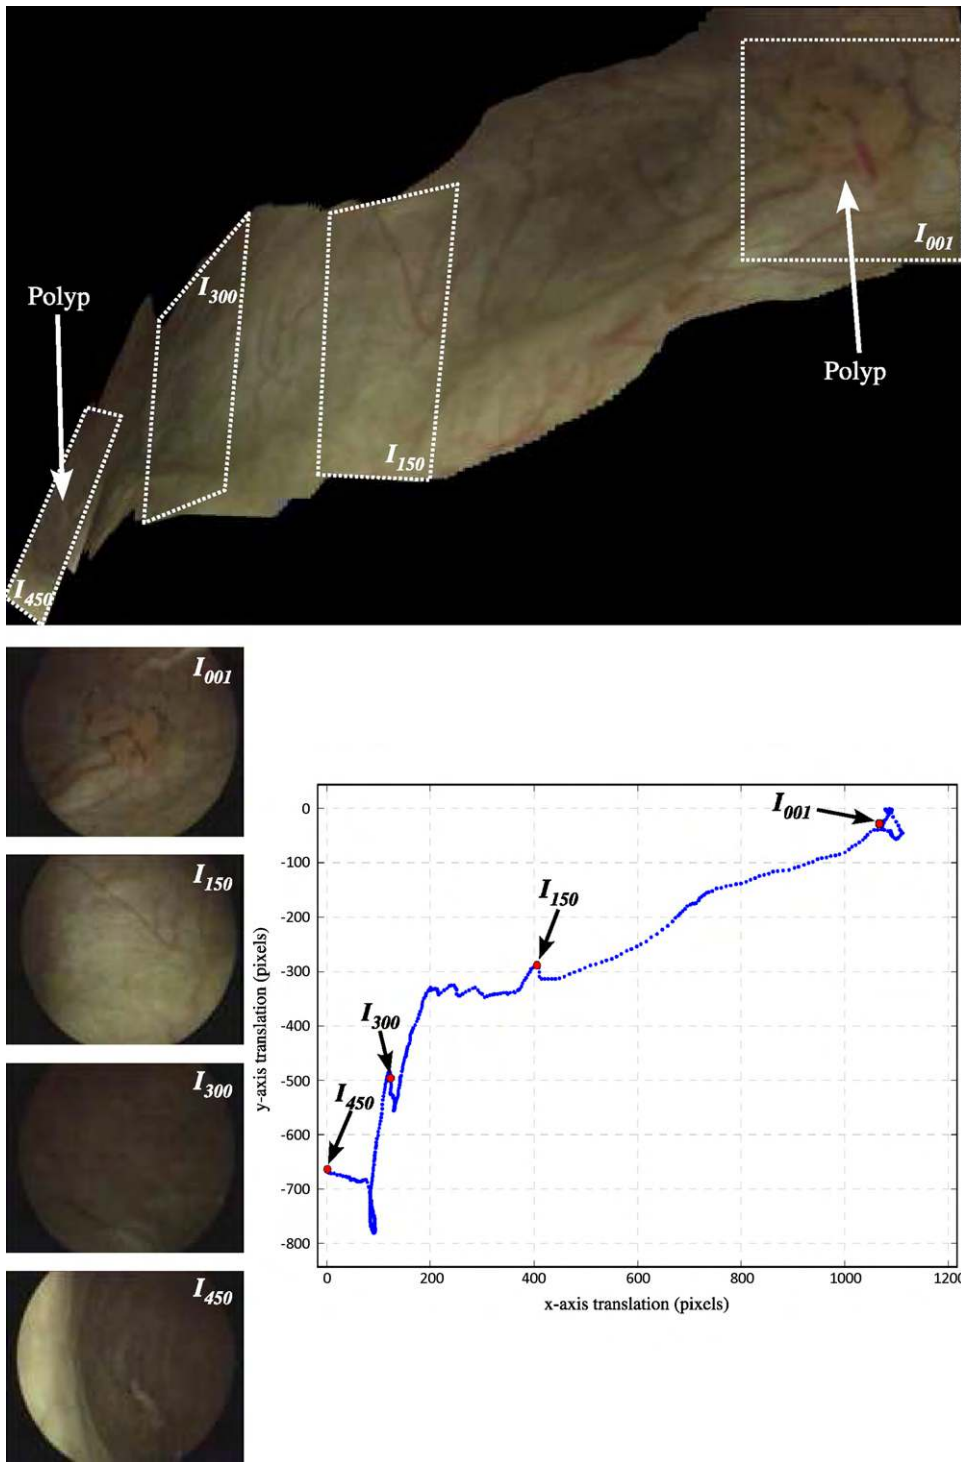 I001
I300
Polyp
Polyp
I150
I450
I001
I150
I300
I450
0
-100
-200
-300
-400
-500
-600
-700
-800
y-axis translation (pixels)
I001
I150
I300
I450
0 200 400 600 800 1000 1200
x-axis translation (pixels)